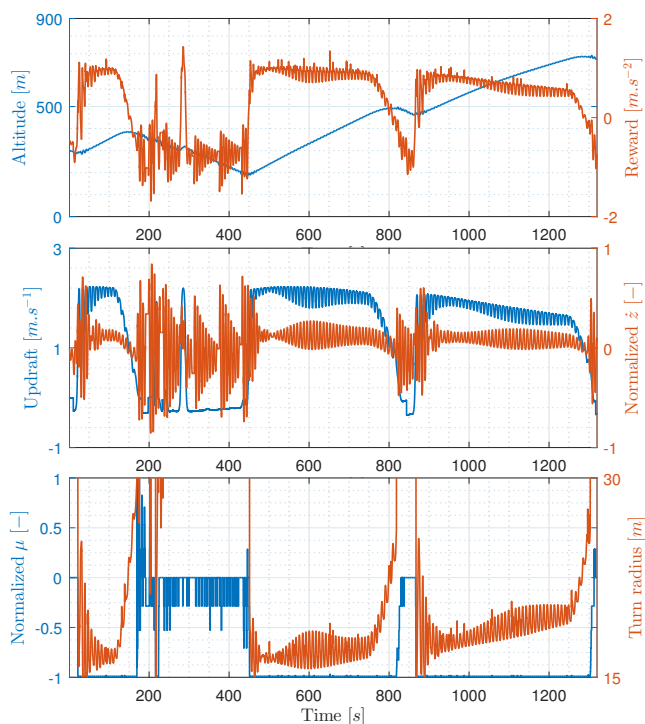 900
500
0
Altitude [m]
2
0
-2
Reward [m.s⁻²]
200 400 600 800 1000 1200
3
1
-1
Updraft [m.s⁻¹]
1
0
-1
Normalized ż [−]
200 400 600 800 1000 1200
1
0.5
0
-0.5
-1
Normalized μ [−]
30
15
Turn radius [m]
200 400 600 800 1000 1200
Time [s]